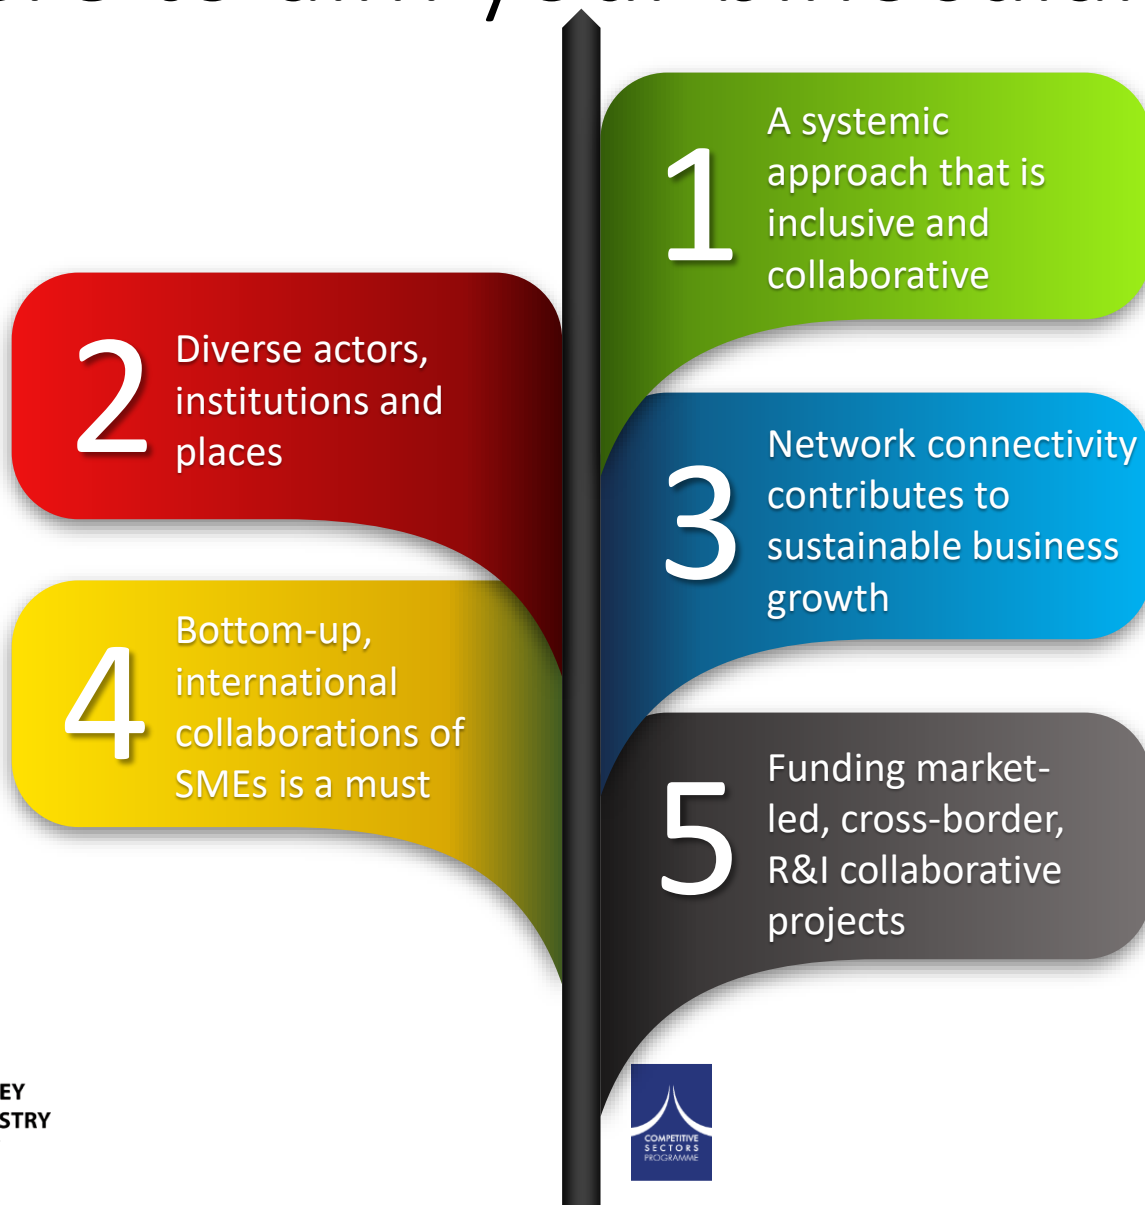 1
A systemic
approach that is
inclusive and
collaborative
2
Diverse actors,
institutions and
places
3
Network connectivity
contributes to
sustainable business
growth
4
Bottom-up,
international
collaborations of
SMEs is a must
5
Funding market-
led, cross-border,
R&I collaborative
projects
EY
STRY
COMPETITIVE
SECTORS
PROGRAMME